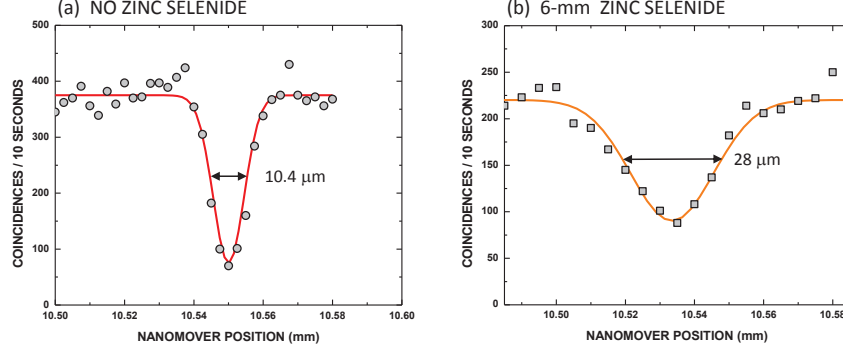 (a) NO ZINC SELENIDE
500
400
300
200
100
0
COINCIDENCES / 10 SECONDS
10.4 µm
10.50 10.52 10.54 10.56 10.58 10.60
NANOMOVER POSITION (mm)
(b) 6-mm ZINC SELENIDE
300
250
200
150
100
50
0
COINCIDENCES / 10 SECONDS
28 µm
10.50 10.52 10.54 10.56 10.58
NANOMOVER POSITION (mm)